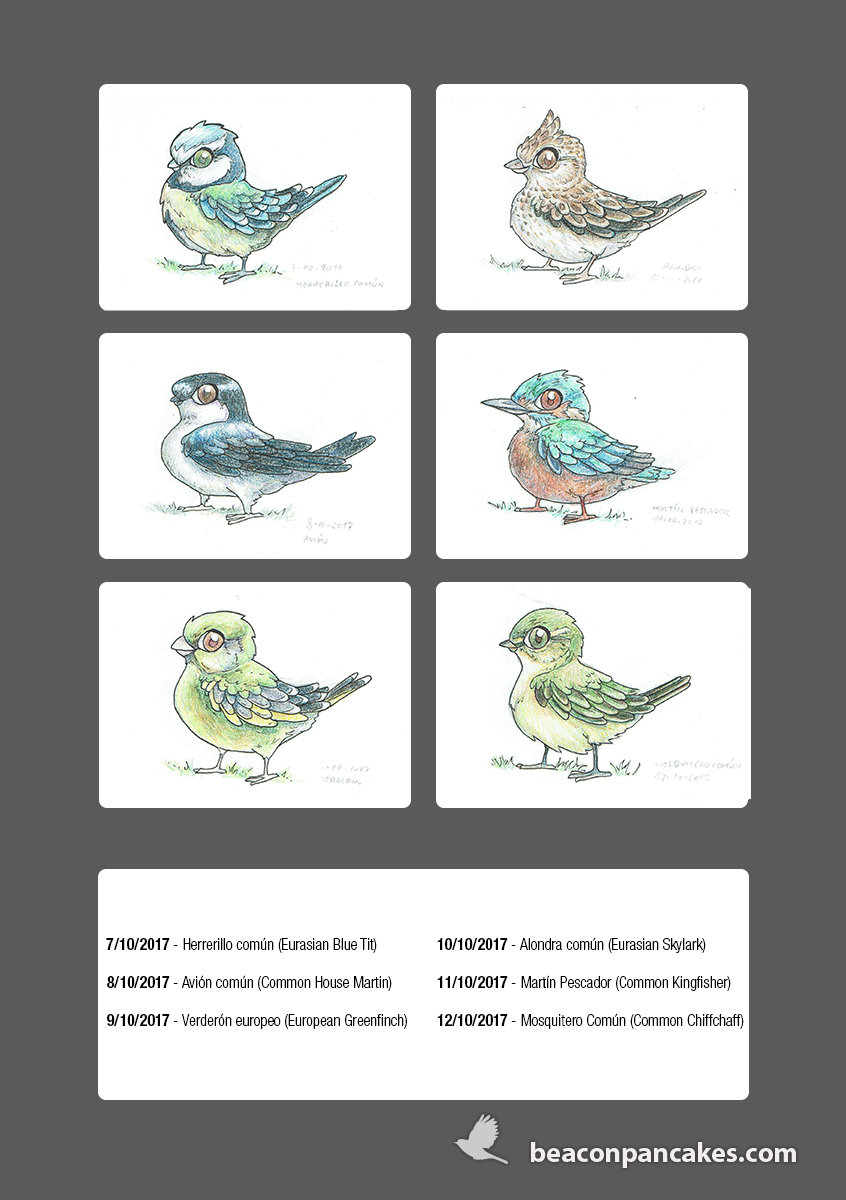 7-10-2017
HERRERILLO COMÚN
10-10-2017
8-10-2017
AVIÓN
MARTÍN PESCADOR
11-10-2017
-10-2017
VERDERÓN
MOSQUITERO COMÚN
12-10-2017
7/10/2017 - Herrerillo común (Eurasian Blue Tit)
8/10/2017 - Avión común (Common House Martin)
9/10/2017 - Verderón europeo (European Greenfinch)
10/10/2017 - Alondra común (Eurasian Skylark)
11/10/2017 - Martín Pescador (Common Kingfisher)
12/10/2017 - Mosquitero Común (Common Chiffchaff)
beaconpancakes.com